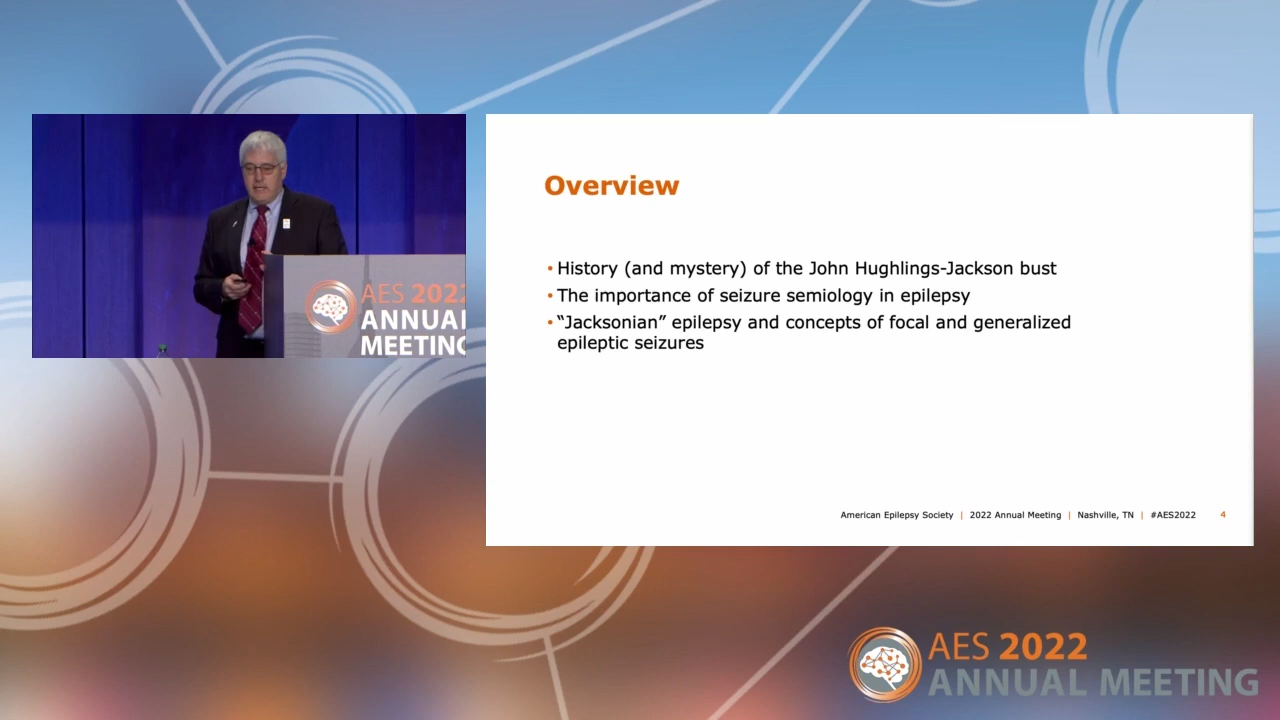 AES 2022
ANNUAL
MEETING
Overview
• History (and mystery) of the John Hughlings-Jackson bust
• The importance of seizure semiology in epilepsy
• “Jacksonian” epilepsy and concepts of focal and generalized
epileptic seizures
American Epilepsy Society | 2022 Annual Meeting | Nashville, TN | #AES2022 4
AES 2022
ANNUAL MEETING